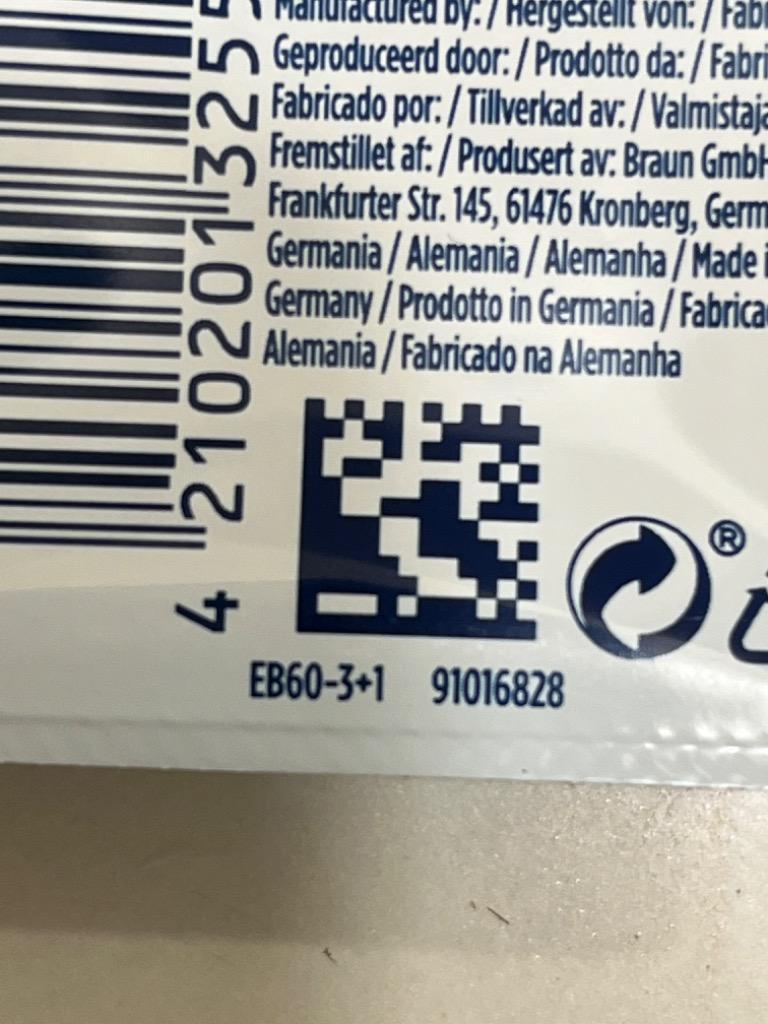 Manufactured by: / Hergestellt von: /
Geproduceerd door: / Prodotto da: /
Fabricado por: / Tillverkad av: /
Fremstillet af: / Produsert av: Braun
Frankfurter Str. 145, 61476 Kronberg,
Germania / Alemania / Alemanha / Made
Germany / Prodotto in Germania /
Alemania / Fabricado na Alemanha
4 210201 3255
EB60-3+1 91016828
®